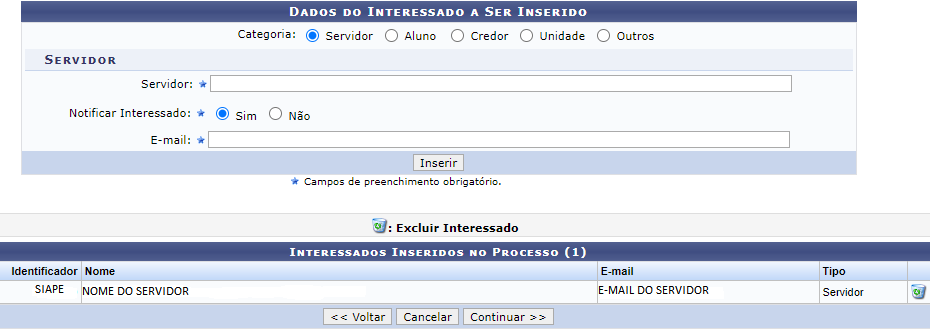 DADOS DO INTERESSADO A SER INSERIDO
Categoria: Servidor Aluno Credor Unidade Outros
SERVIDOR
Servidor:
Notificar Interessado: Sim Não
E-mail:
Inserir
Campos de preenchimento obrigatório.
: Excluir Interessado
INTERESSADOS INSERIDOS NO PROCESSO (1)
Identificador Nome E-mail Tipo
SIAPE NOME DO SERVIDOR E-MAIL DO SERVIDOR Servidor
<< Voltar Cancelar Continuar >>